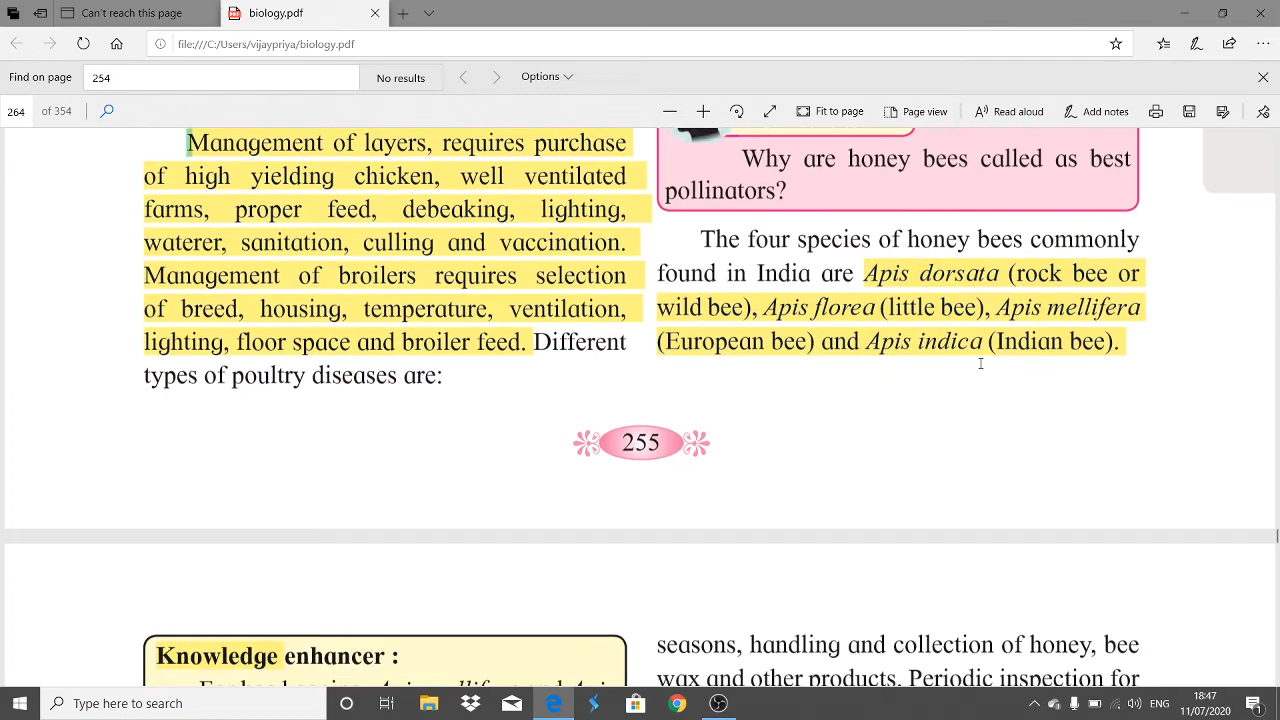 Can't reach this page
biology.pdf
file:///C:/Users/vijaypriya/biology.pdf
Find on page
254
No results
Options
264
of 354
Fit to page
Page view
Read aloud
Add notes
Management of layers, requires purchase
of high yielding chicken, well ventilated
farms, proper feed, debeaking, lighting,
waterer, sanitation, culling and vaccination.
Management of broilers requires selection
of breed, housing, temperature, ventilation,
lighting, floor space and broiler feed. Different
types of poultry diseases are:
Why are honey bees called as best
pollinators?
The four species of honey bees commonly
found in India are Apis dorsata (rock bee or
wild bee), Apis florea (little bee), Apis mellifera
(European bee) and Apis indica (Indian bee).
255
Knowledge enhancer :
seasons, handling and collection of honey, bee
wax and other products. Periodic inspection for
Type here to search
ENG
18:47
11/07/2020